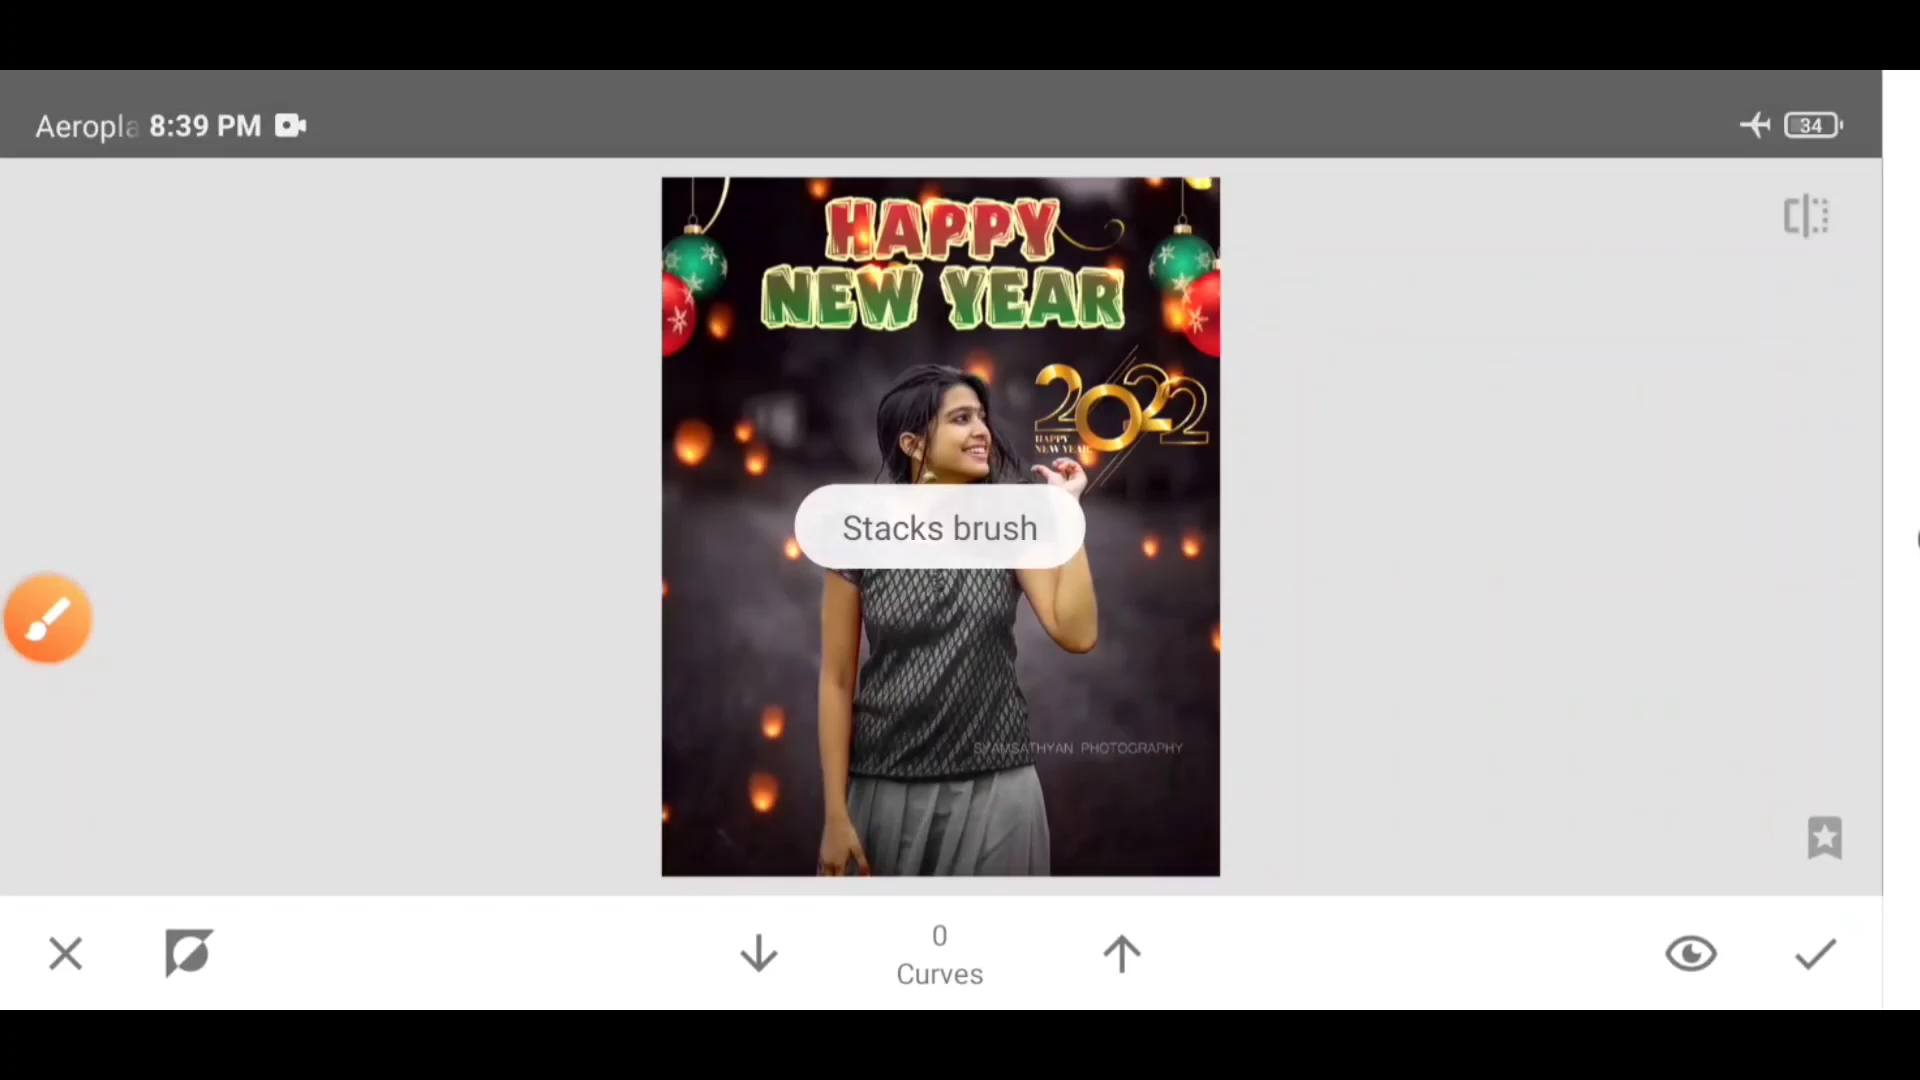 Aeropla 8:39 PM
34
HAPPY
NEW YEAR
2022
HAPPY
NEW YEAR
Stacks brush
SYAMSATHYAN PHOTOGRAPHY
0
Curves